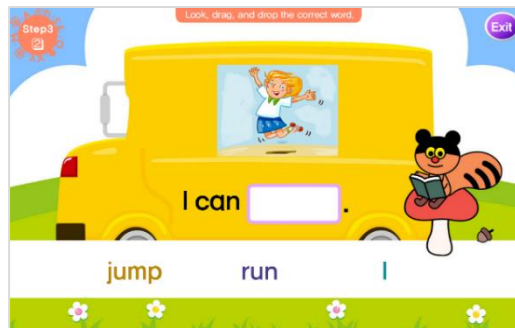 Look, drag, and drop the correct word.
Step3
Exit
I can .
jump run I